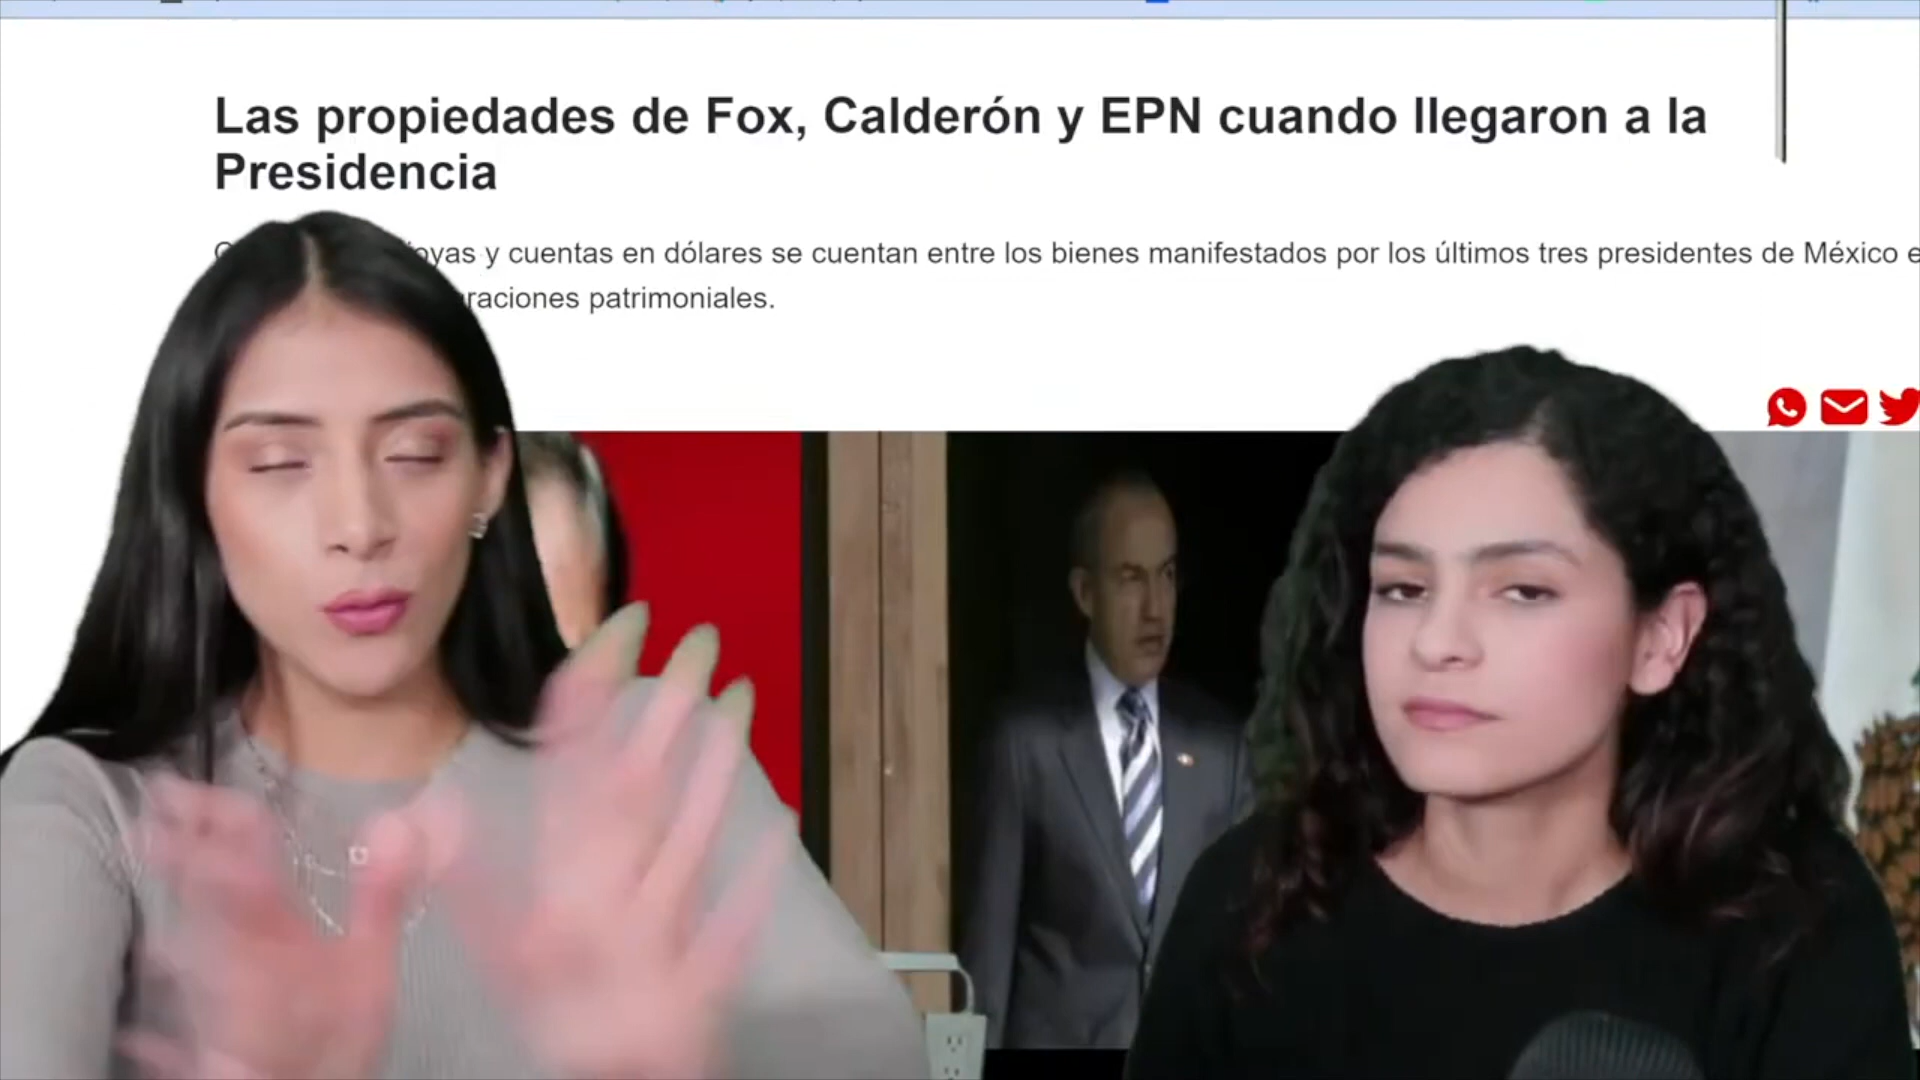 Las propiedades de Fox, Calderón y EPN cuando llegaron a la
Presidencia
oyas y cuentas en dólares se cuentan entre los bienes manifestados por los últimos tres presidentes de México e
raciones patrimoniales.